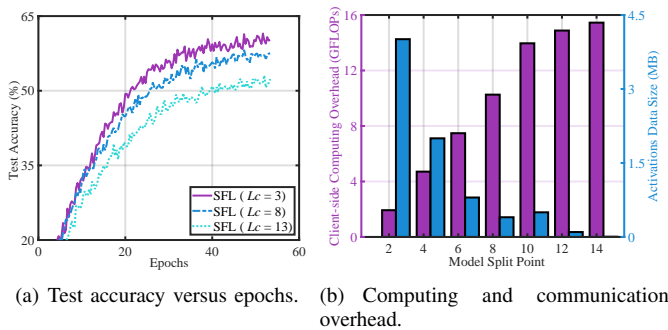 65
50
35
20
Test Accuracy (%)
0
20
40
60
Epochs
SFL ( Lc = 3)
SFL ( Lc = 8)
SFL ( Lc = 13)
16
12
8
4
0
Client-side Computing Overhead (GFLOPs)
2
4
6
8
10
12
14
Model Split Point
4.5
3
1.5
0
Activations Data Size (MB)
(a) Test accuracy versus epochs.
(b) Computing and communication
overhead.